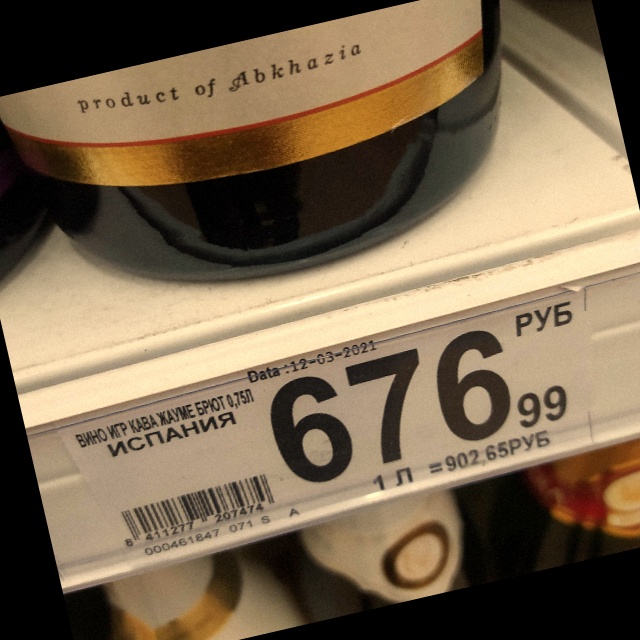 product of Abkhazia
Data :12-03-2021
ВИНО ИГР КАВА ЖАУМЕ БРЮТ 0,75Л
ИСПАНИЯ
676 99 РУБ
1 Л =902,65РУБ
8 411277 207474
000461847 071 S A